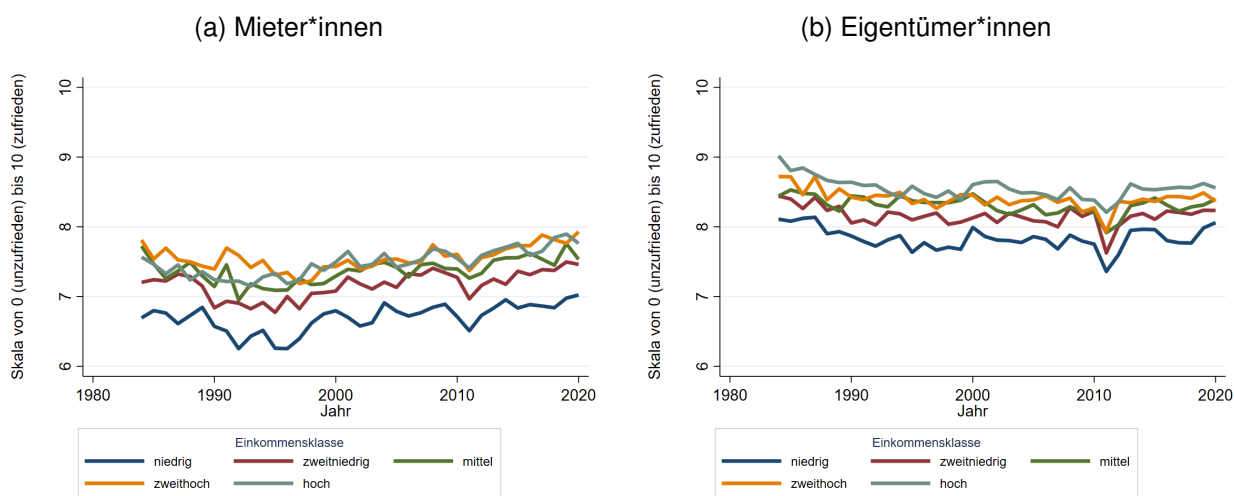 (a) Mieter*innen
Skala von 0 (unzufrieden) bis 10 (zufrieden)
10
9
8
7
6
1980 1990 2000 2010 2020
Jahr
Einkommensklasse
niedrig zweitniedrig mittel
zweithoch hoch
(b) Eigentümer*innen
Skala von 0 (unzufrieden) bis 10 (zufrieden)
10
9
8
7
6
1980 1990 2000 2010 2020
Jahr
Einkommensklasse
niedrig zweitniedrig mittel
zweithoch hoch